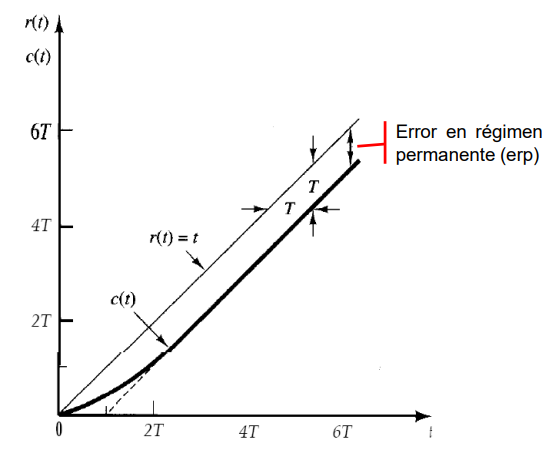 r(t)
c(t)
6T
Error en régimen
permanente (erp)
T
T
4T
r(t) = t
c(t)
2T
0
2T
4T
6T
t